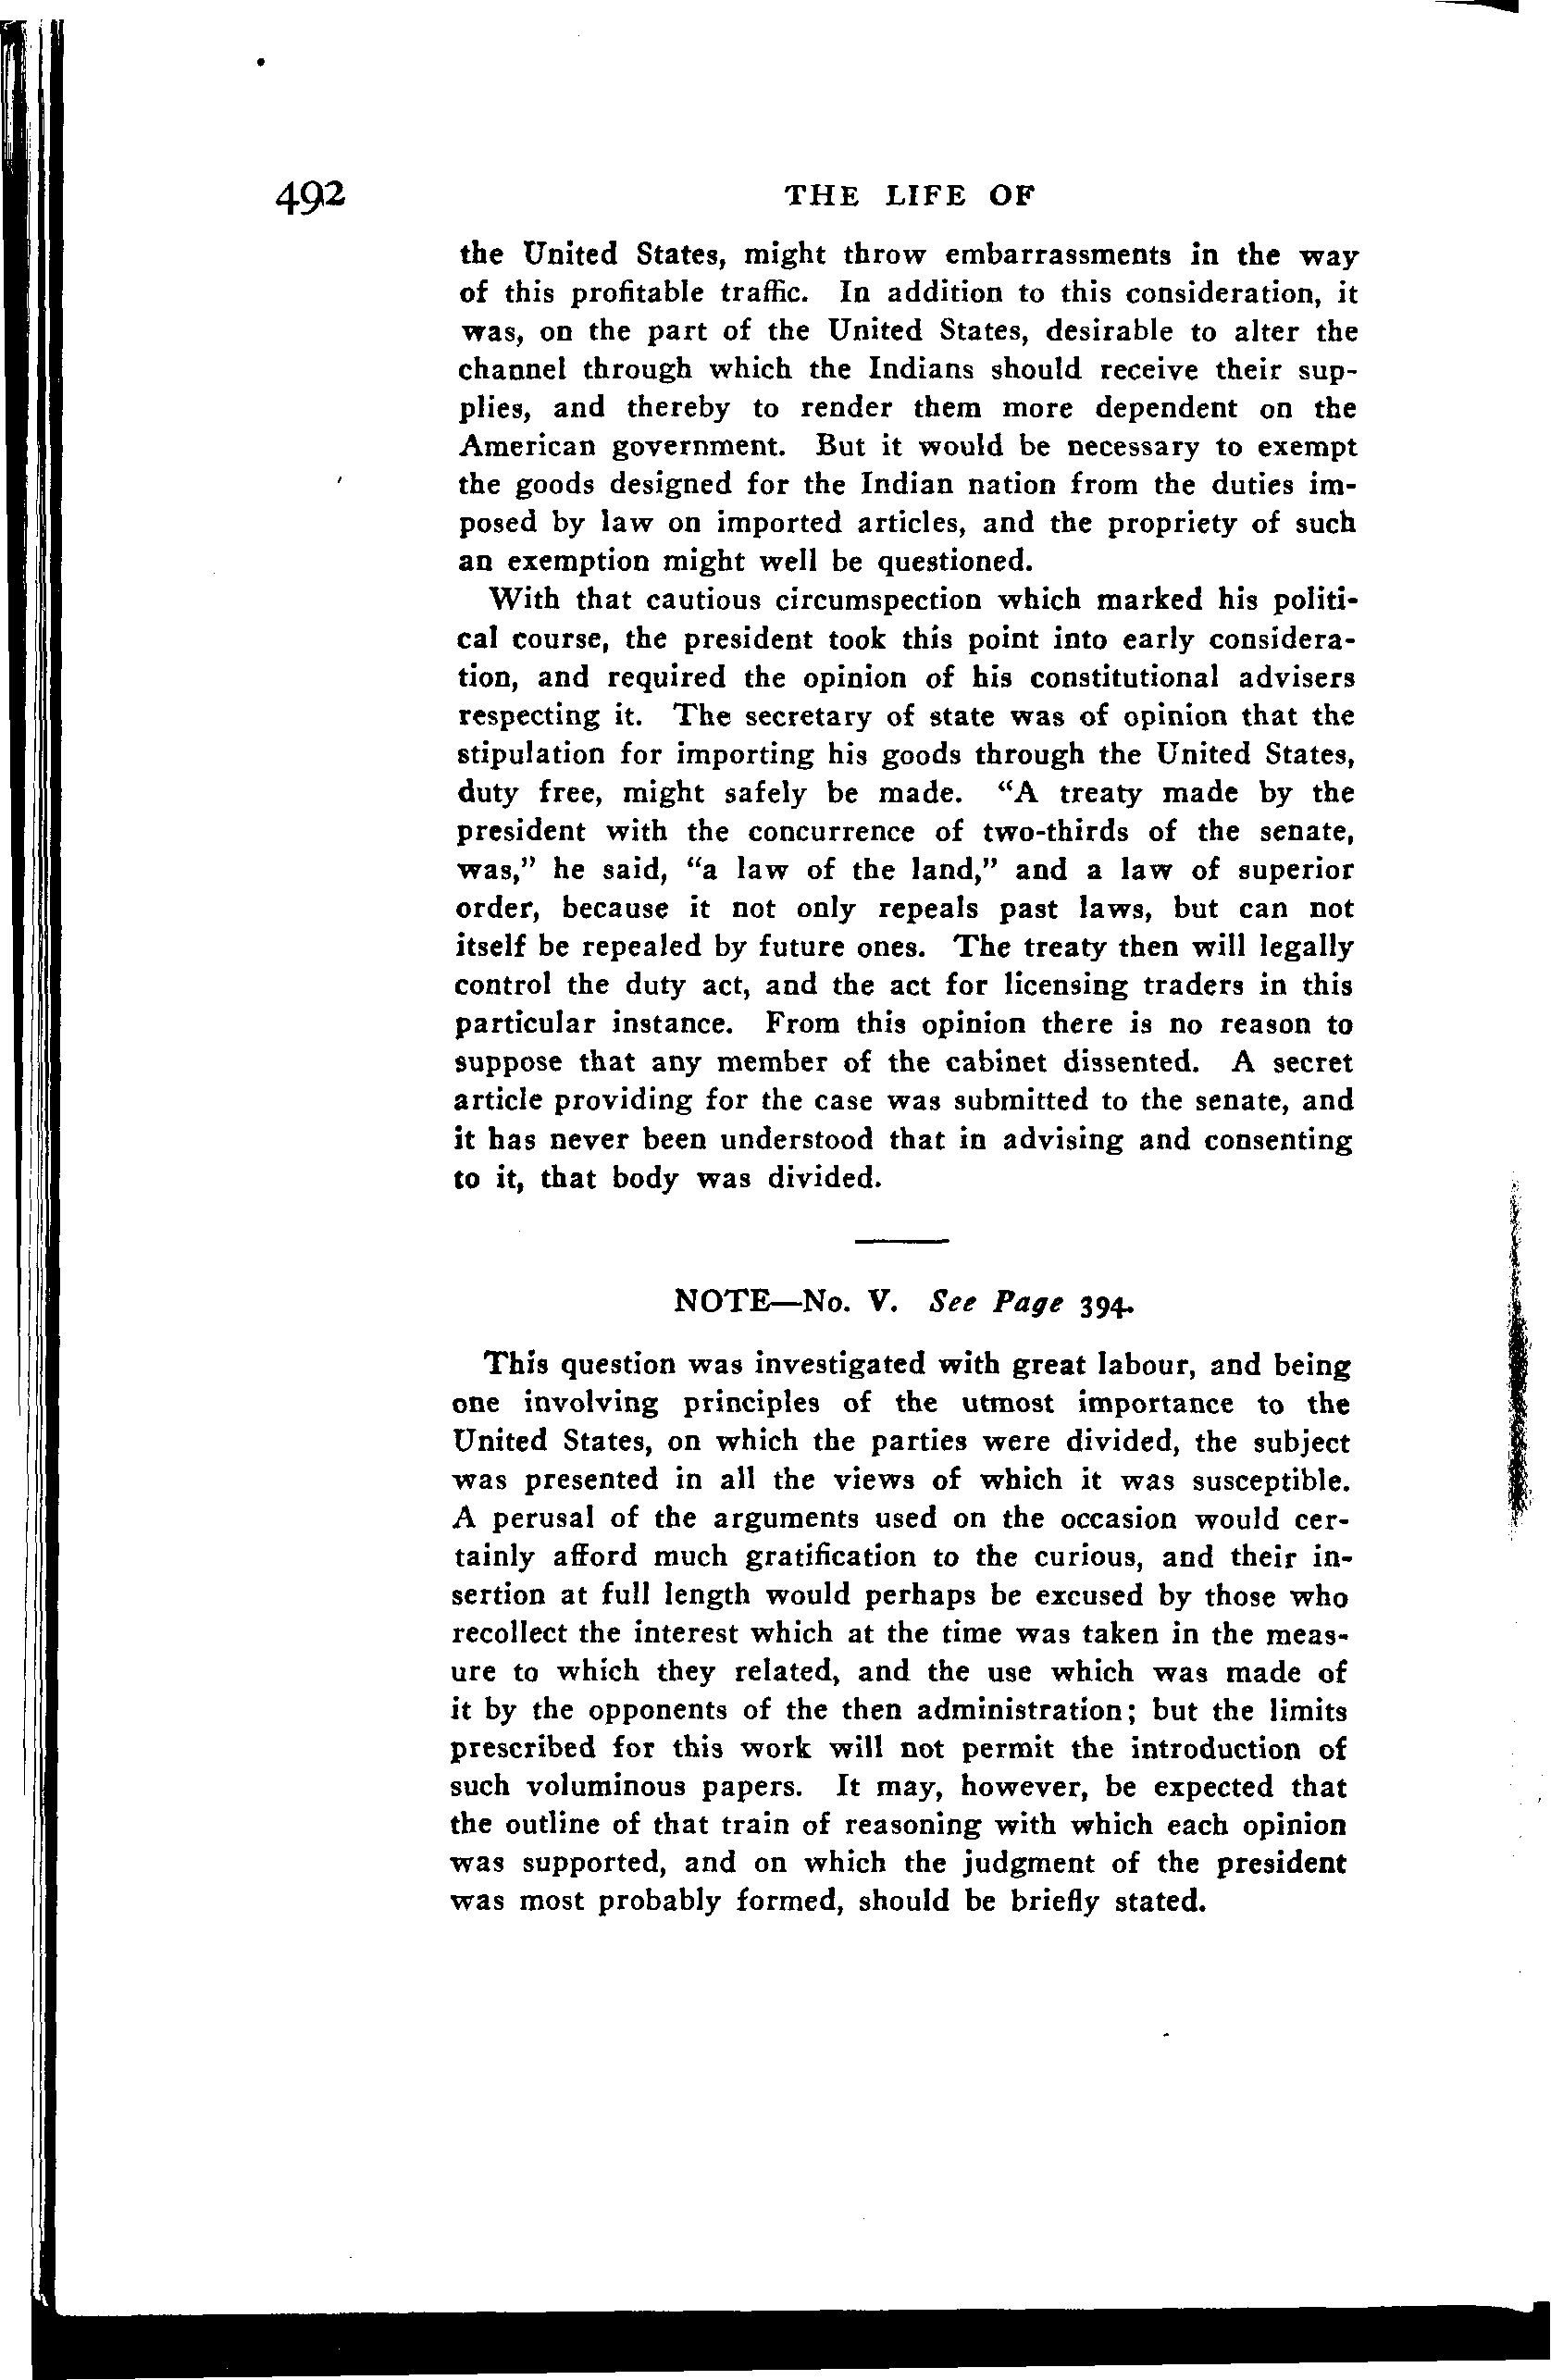 492 THE LIFE OF
the United States, might throw embarrassments in the way
of this profitable traffic. In addition to this consideration, it
was, on the part of the United States, desirable to alter the
channel through which the Indians should receive their sup-
plies, and thereby to render them more dependent on the
American government. But it would be necessary to exempt
the goods designed for the Indian nation from the duties im-
posed by law on imported articles, and the propriety of such
an exemption might well be questioned.
With that cautious circumspection which marked his politi-
cal course, the president took this point into early considera-
tion, and required the opinion of his constitutional advisers
respecting it. The secretary of state was of opinion that the
stipulation for importing his goods through the United States,
duty free, might safely be made. “A treaty made by the
president with the concurrence of two-thirds of the senate,
was,” he said, “a law of the land,” and a law of superior
order, because it not only repeals past laws, but can not
itself be repealed by future ones. The treaty then will legally
control the duty act, and the act for licensing traders in this
particular instance. From this opinion there is no reason to
suppose that any member of the cabinet dissented. A secret
article providing for the case was submitted to the senate, and
it has never been understood that in advising and consenting
to it, that body was divided.
NOTE—No. V. See Page 394.
This question was investigated with great labour, and being
one involving principles of the utmost importance to the
United States, on which the parties were divided, the subject
was presented in all the views of which it was susceptible.
A perusal of the arguments used on the occasion would cer-
tainly afford much gratification to the curious, and their in-
sertion at full length would perhaps be excused by those who
recollect the interest which at the time was taken in the meas-
ure to which they related, and the use which was made of
it by the opponents of the then administration; but the limits
prescribed for this work will not permit the introduction of
such voluminous papers. It may, however, be expected that
the outline of that train of reasoning with which each opinion
was supported, and on which the judgment of the president
was most probably formed, should be briefly stated.